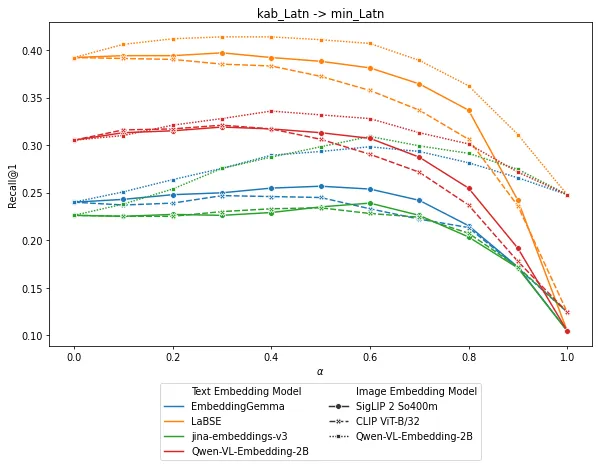 kab_Latn -> min_Latn
Recall@1
0.40
0.35
0.30
0.25
0.20
0.15
0.10
0.0 0.2 0.4 0.6 0.8 1.0
α
Text Embedding Model Image Embedding Model
EmbeddingGemma SigLIP 2 So400m
LaBSE CLIP ViT-B/32
jina-embeddings-v3 Qwen-VL-Embedding-2B
Qwen-VL-Embedding-2B